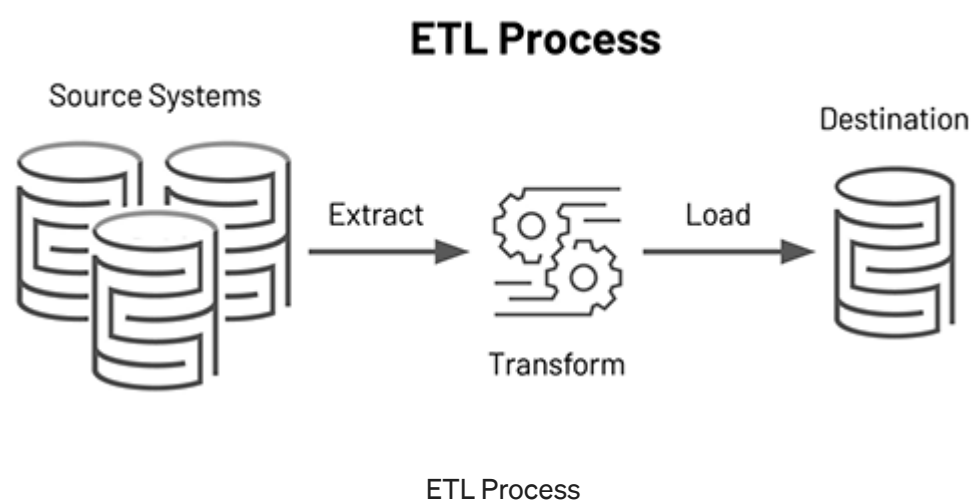 ETL Process
Source Systems
Destination
Extract
Load
Transform
ETL Process